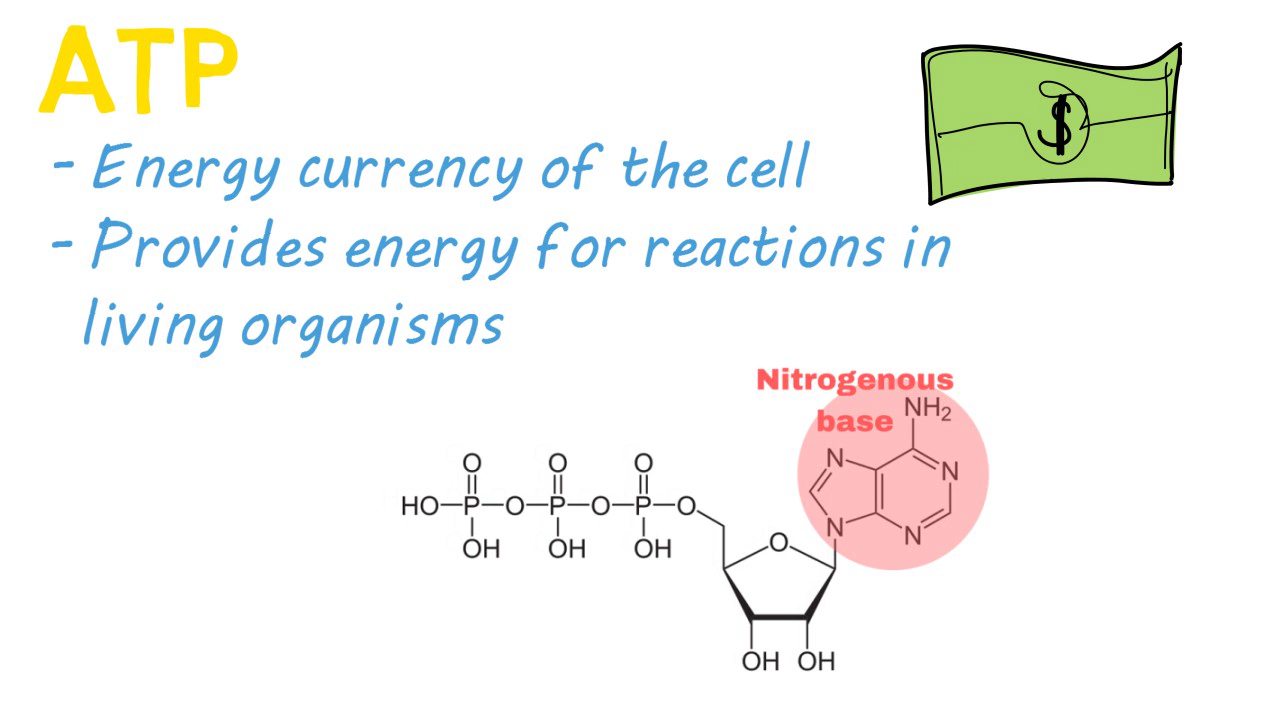 ATP
- Energy currency of the cell
- Provides energy for reactions in
living organisms
$
Nitrogenous
base
NH₂
N N
O O O
HO-P-O-P-O-P-O
N N
OH OH OH
O
OH OH